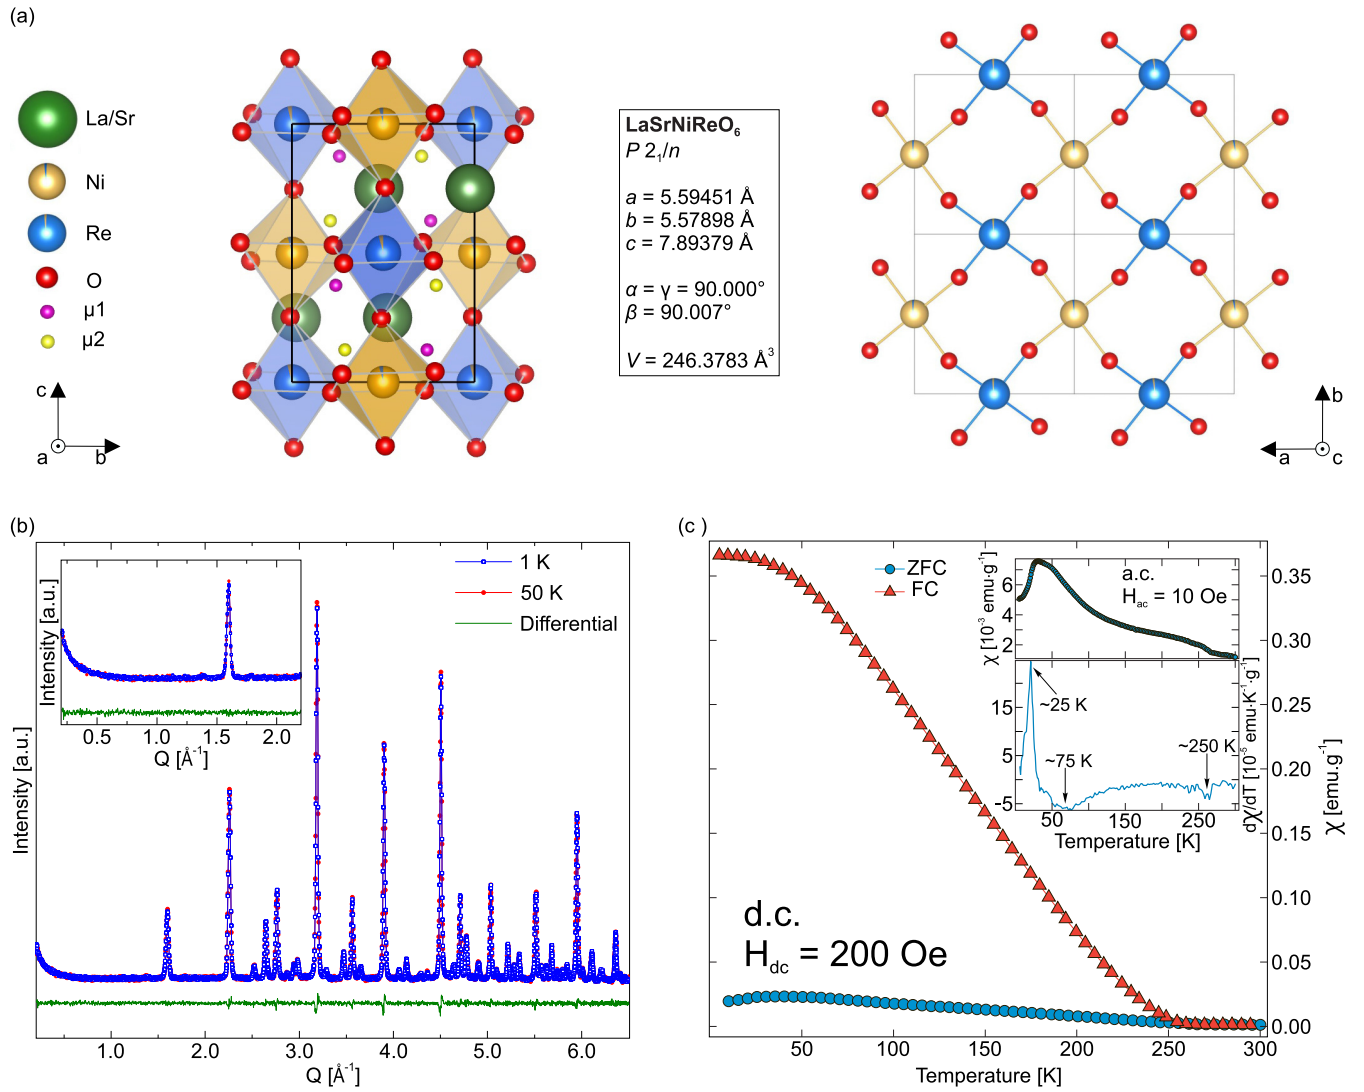 (a)
La/Sr
Ni
Re
O
μ1
μ2
c
a
b
LaSrNiReO₆
P 2₁/n
a = 5.59451 Å
b = 5.57898 Å
c = 7.89379 Å
α = γ = 90.000°
β = 90.007°
V = 246.3783 Å³
b
a
c
(b)
1 K
50 K
Differential
Intensity [a.u.]
0.5 1.0 1.5 2.0
Q [Å⁻¹]
Intensity [a.u.]
1.0 2.0 3.0 4.0 5.0 6.0
Q [Å⁻¹]
(c )
ZFC
FC
a.c.
Hac = 10 Oe
χ [10⁻³ emu·g⁻¹]
6
4
2
~25 K
~75 K
~250 K
15
5
-5
dχ/dT [10⁻⁵ emu·K⁻¹·g⁻¹]
50 150 250
Temperature [K]
0.35
0.30
0.25
0.20
0.15
0.10
0.05
0.00
χ [emu.g⁻¹]
d.c.
Hdc = 200 Oe
50 100 150 200 250 300
Temperature [K]